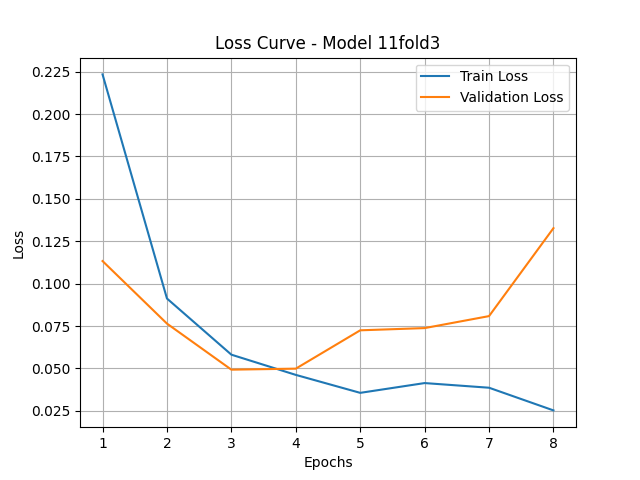 Loss Curve - Model 11fold3
Train Loss
Validation Loss
0.225
0.200
0.175
0.150
0.125
0.100
0.075
0.050
0.025
Loss
1 2 3 4 5 6 7 8
Epochs